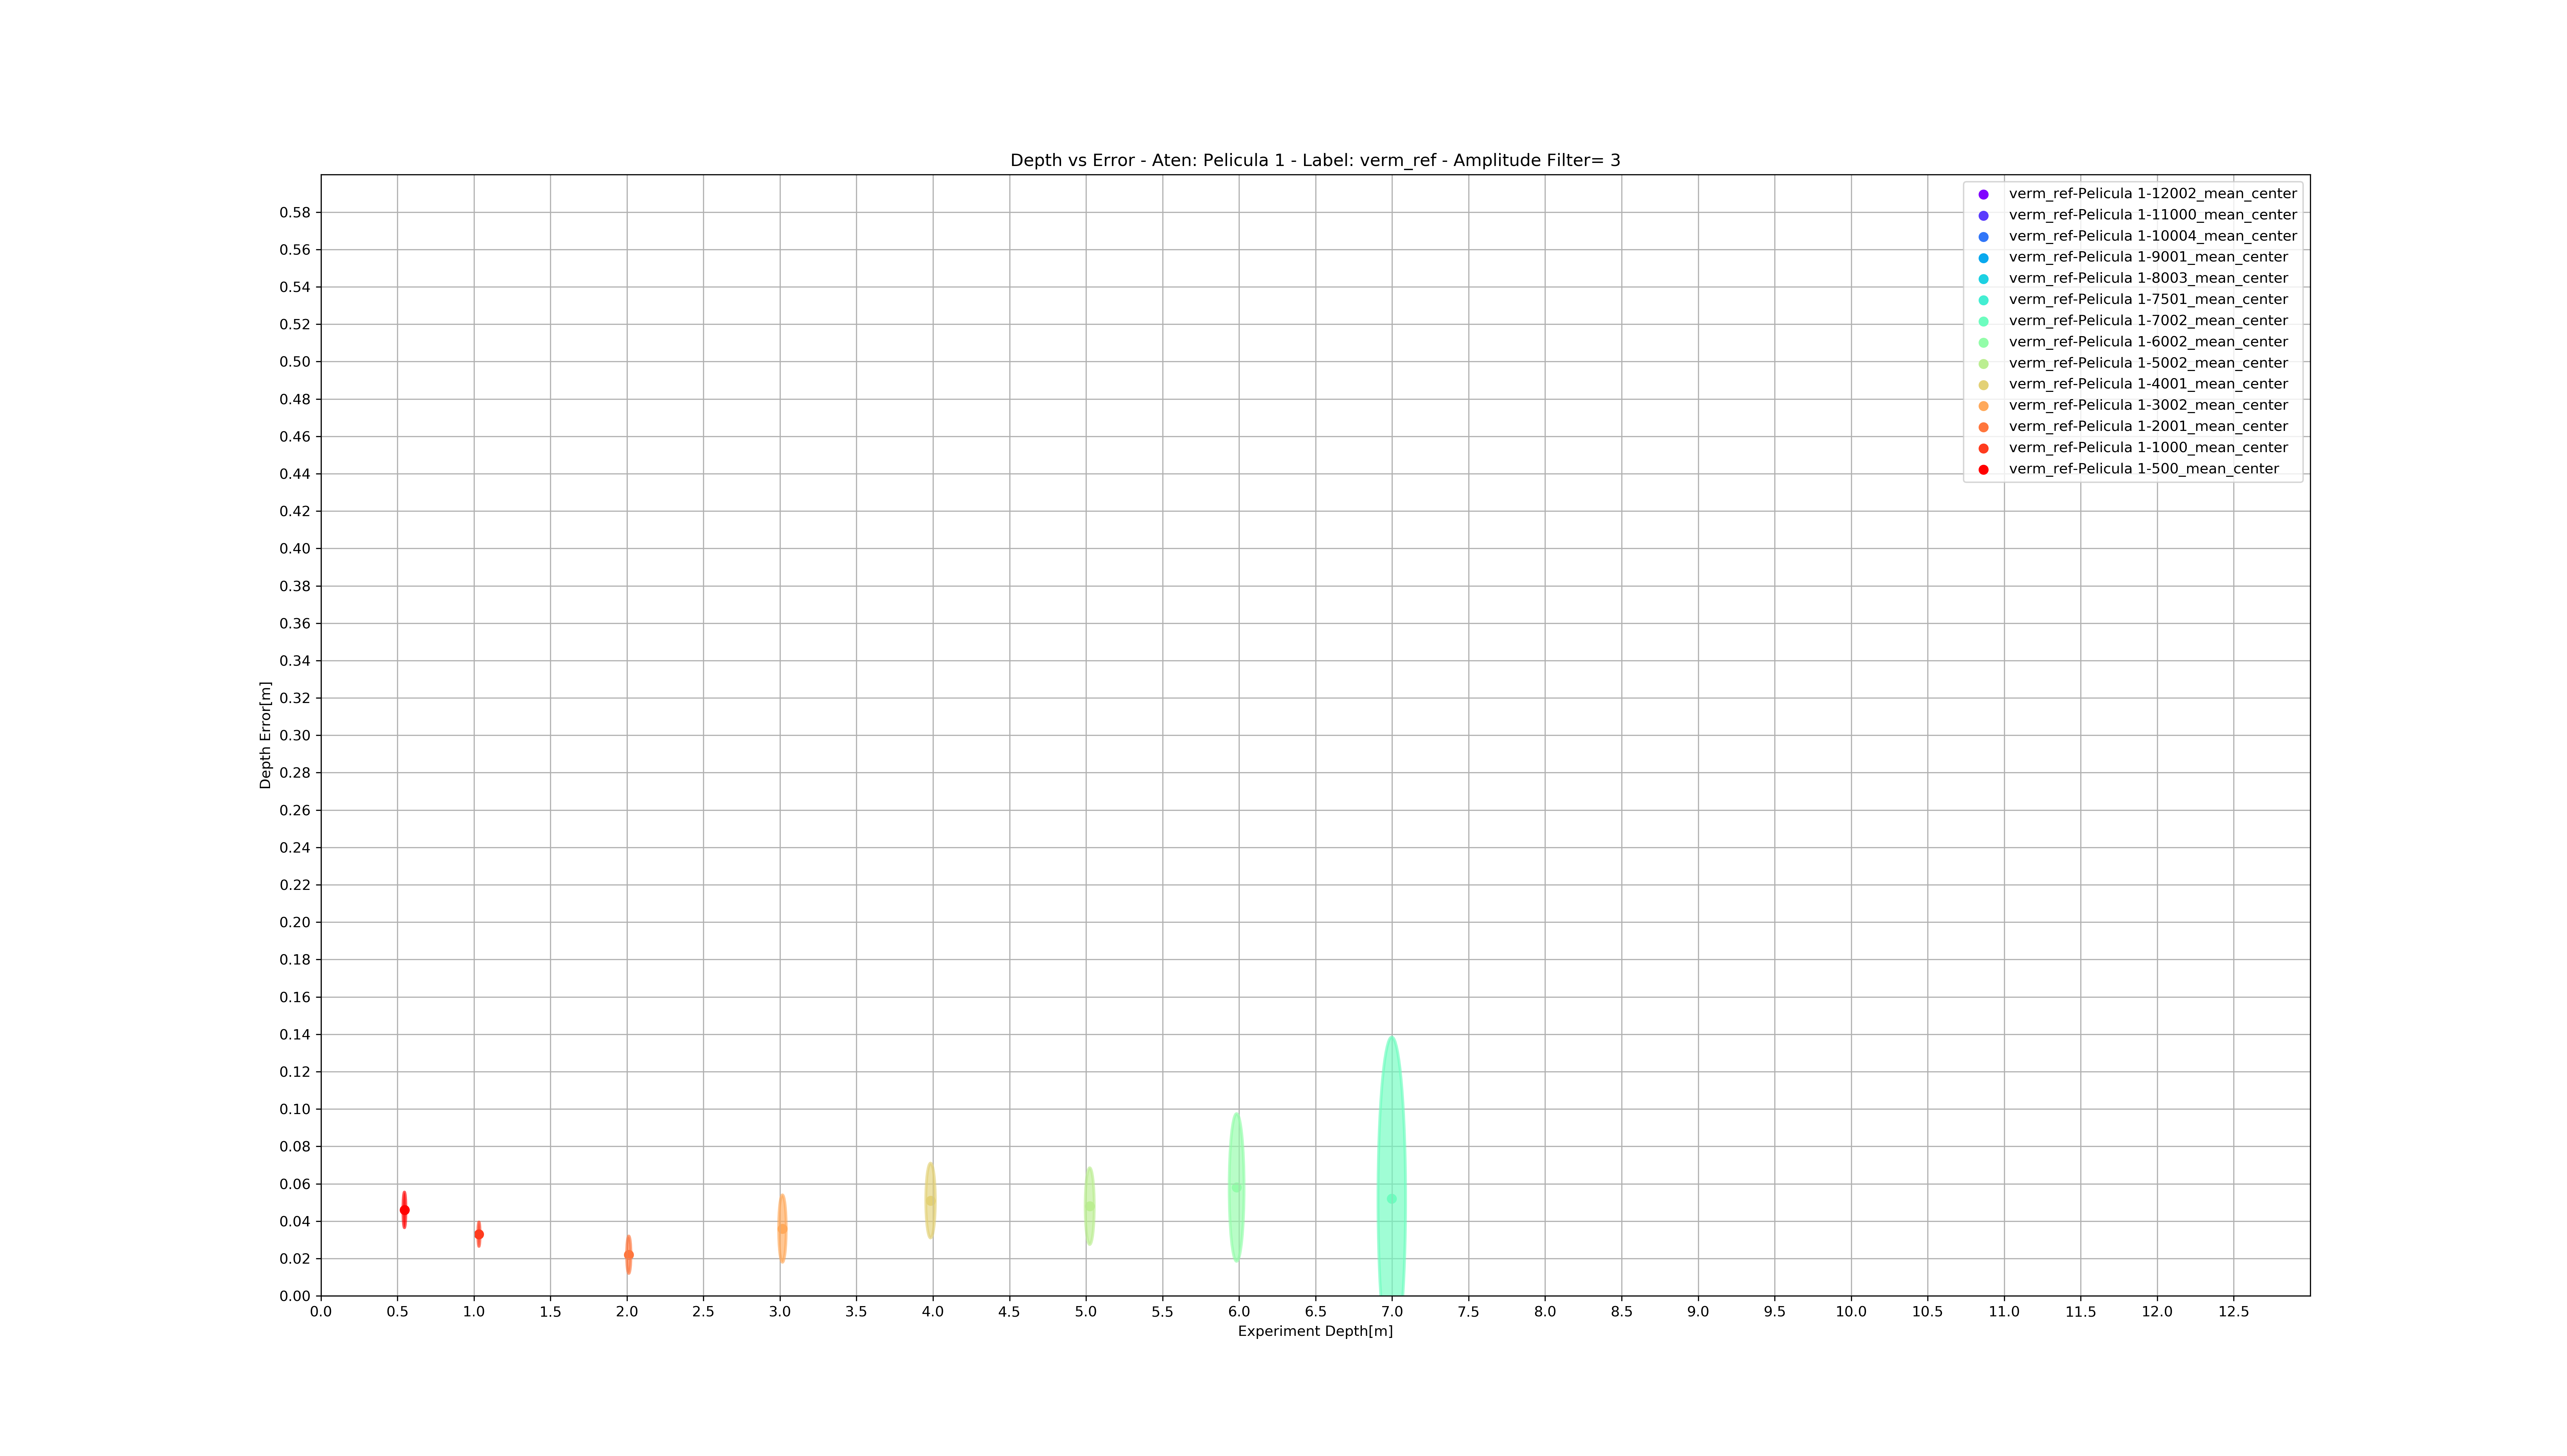 Depth vs Error - Aten: Pelicula 1 - Label: verm_ref - Amplitude Filter= 3
verm_ref-Pelicula 1-12002_mean_center
verm_ref-Pelicula 1-11000_mean_center
verm_ref-Pelicula 1-10004_mean_center
verm_ref-Pelicula 1-9001_mean_center
verm_ref-Pelicula 1-8003_mean_center
verm_ref-Pelicula 1-7501_mean_center
verm_ref-Pelicula 1-7002_mean_center
verm_ref-Pelicula 1-6002_mean_center
verm_ref-Pelicula 1-5002_mean_center
verm_ref-Pelicula 1-4001_mean_center
verm_ref-Pelicula 1-3002_mean_center
verm_ref-Pelicula 1-2001_mean_center
verm_ref-Pelicula 1-1000_mean_center
verm_ref-Pelicula 1-500_mean_center
Depth Error[m]
0.58
0.56
0.54
0.52
0.50
0.48
0.46
0.44
0.42
0.40
0.38
0.36
0.34
0.32
0.30
0.28
0.26
0.24
0.22
0.20
0.18
0.16
0.14
0.12
0.10
0.08
0.06
0.04
0.02
0.00
0.0 0.5 1.0 1.5 2.0 2.5 3.0 3.5 4.0 4.5 5.0 5.5 6.0 6.5 7.0 7.5 8.0 8.5 9.0 9.5 10.0 10.5 11.0 11.5 12.0 12.5
Experiment Depth[m]